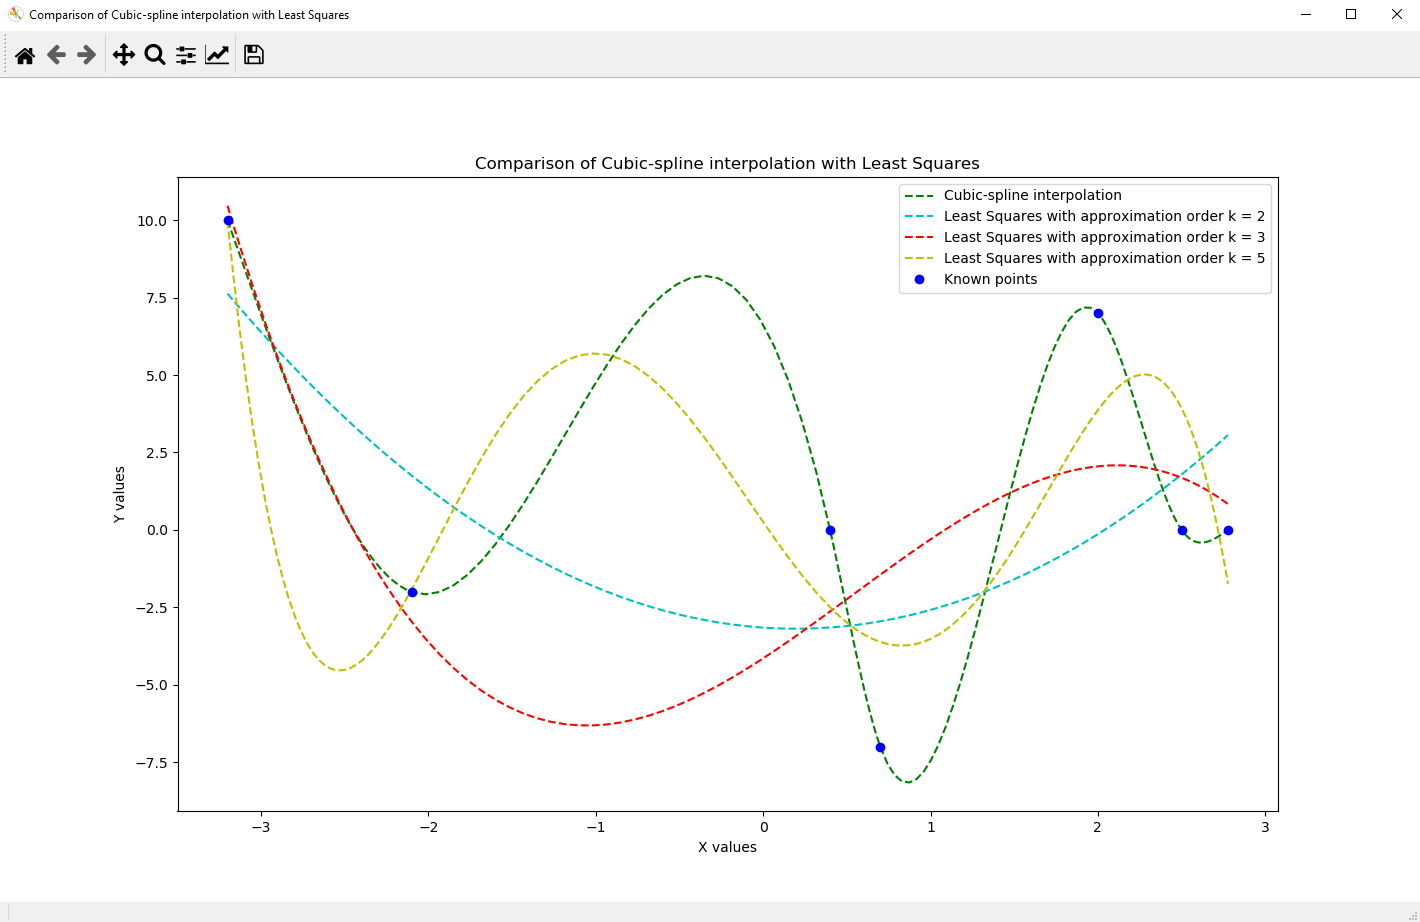 Comparison of Cubic-spline interpolation with Least Squares
Comparison of Cubic-spline interpolation with Least Squares
Cubic-spline interpolation
Least Squares with approximation order k = 2
Least Squares with approximation order k = 3
Least Squares with approximation order k = 5
Known points
Y values
10.0
7.5
5.0
2.5
0.0
−2.5
−5.0
−7.5
−3 −2 −1 0 1 2 3
X values